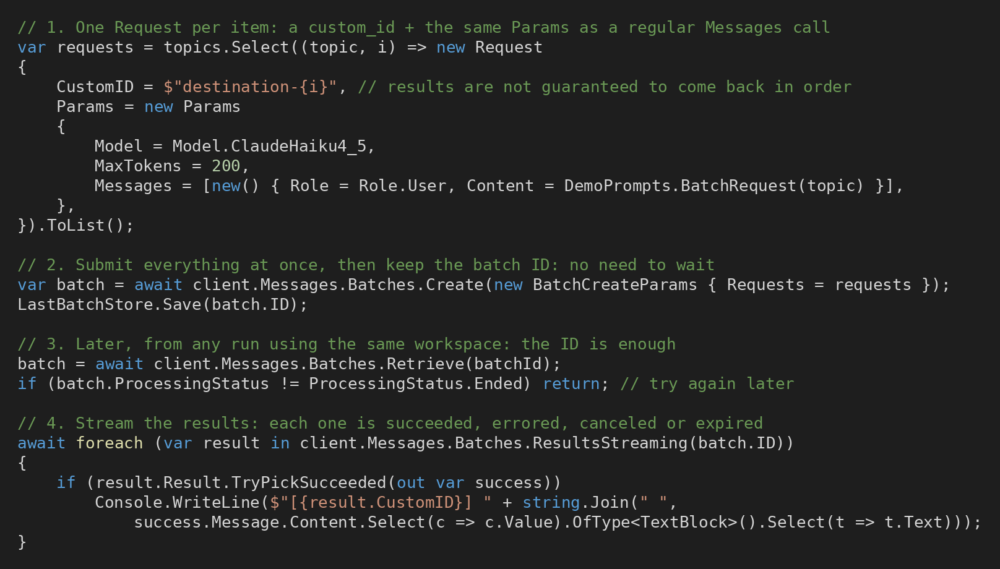 // 1. One Request per item: a custom_id + the same Params as a regular Messages call
var requests = topics.Select((topic, i) => new Request
{
    CustomID = $"destination-{i}", // results are not guaranteed to come back in order
    Params = new Params
    {
        Model = Model.ClaudeHaiku4_5,
        MaxTokens = 200,
        Messages = [new() { Role = Role.User, Content = DemoPrompts.BatchRequest(topic) }],
    },
}).ToList();

// 2. Submit everything at once, then keep the batch ID: no need to wait
var batch = await client.Messages.Batches.Create(new BatchCreateParams { Requests = requests });
LastBatchStore.Save(batch.ID);

// 3. Later, from any run using the same workspace: the ID is enough
batch = await client.Messages.Batches.Retrieve(batchId);
if (batch.ProcessingStatus != ProcessingStatus.Ended) return; // try again later

// 4. Stream the results: each one is succeeded, errored, canceled or expired
await foreach (var result in client.Messages.Batches.ResultsStreaming(batch.ID))
{
    if (result.Result.TryPickSucceeded(out var success))
        Console.WriteLine($"[{result.CustomID}] " + string.Join(" ",
            success.Message.Content.Select(c => c.Value).OfType<TextBlock>().Select(t => t.Text)));
}